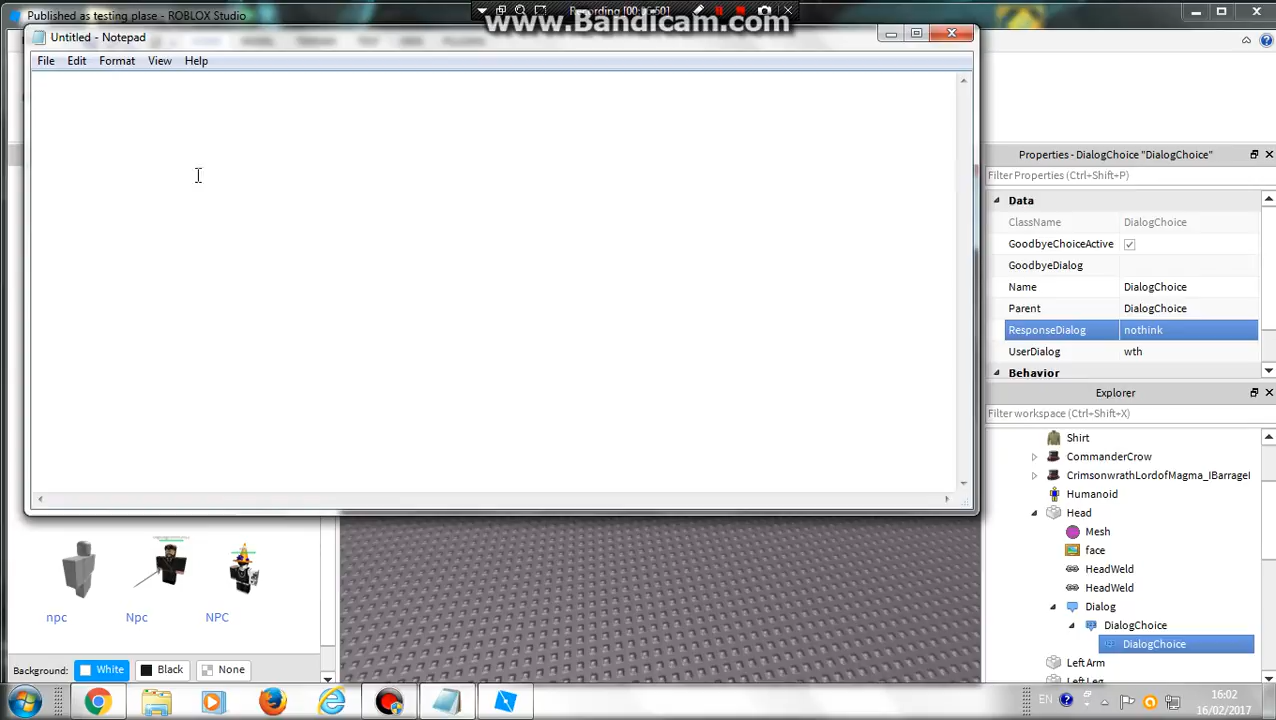 Published as testing plase - ROBLOX Studio
www.Bandicam.com
Untitled - Notepad
File Edit Format View Help
Properties - DialogChoice "DialogChoice"
Filter Properties (Ctrl+Shift+P)
Data
ClassName DialogChoice
GoodbyeChoiceActive
GoodbyeDialog
Name DialogChoice
Parent DialogChoice
ResponseDialog nothink
UserDialog wth
Behavior
Explorer
Filter workspace (Ctrl+Shift+X)
Shirt
CommanderCrow
CrimsonwrathLordofMagma_IBarrageI
Humanoid
Head
Mesh
face
HeadWeld
HeadWeld
Dialog
DialogChoice
DialogChoice
Left Arm
Left Leg
npc Npc NPC
Background: White Black None
EN
16:02
16/02/2017